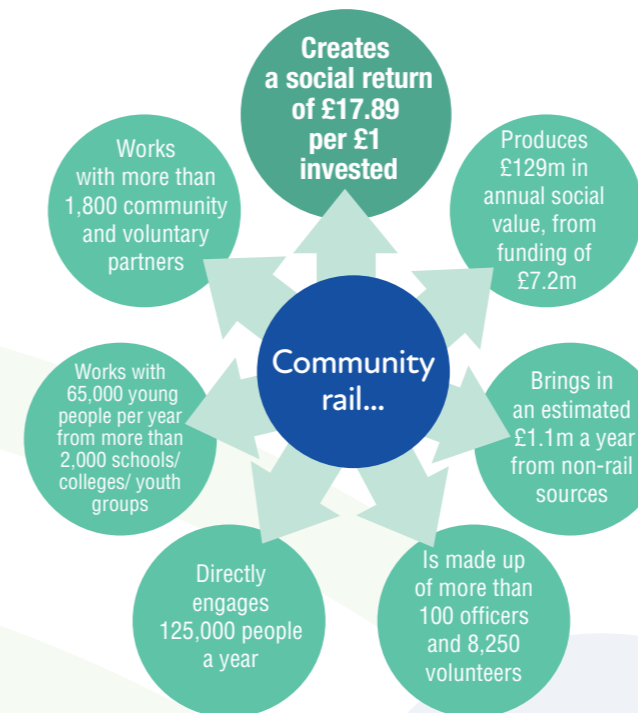 Creates
a social return
of £17.89
per £1
invested
Produces
£129m in
annual social
value, from
funding of
£7.2m
Brings in
an estimated
£1.1m a year
from non-rail
sources
Is made up
of more than
100 officers
and 8,250
volunteers
Directly
engages
125,000 people
a year
Works with
65,000 young
people per year
from more than
2,000 schools/
colleges/ youth
groups
Works
with more than
1,800 community
and voluntary
partners
Community
rail...